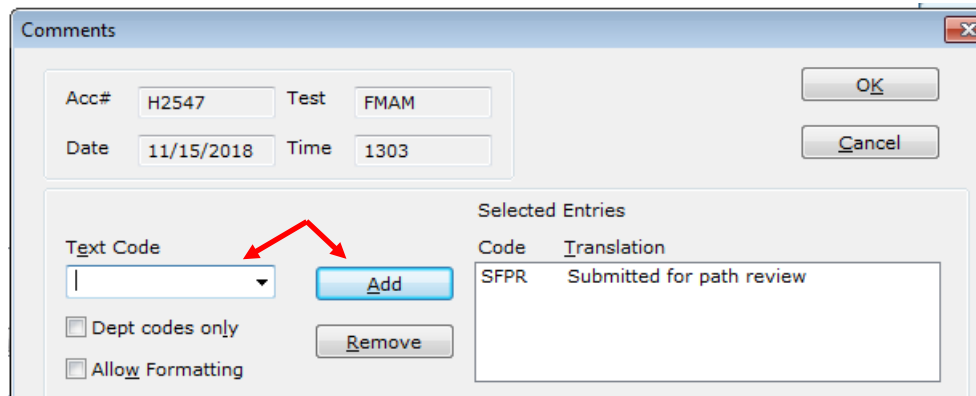 Comments
Acc# H2547 Test FMAM OK
Date 11/15/2018 Time 1303 Cancel
Selected Entries
Text Code Code Translation
Add SFPR Submitted for path review
Dept codes only Remove
Allow Formatting